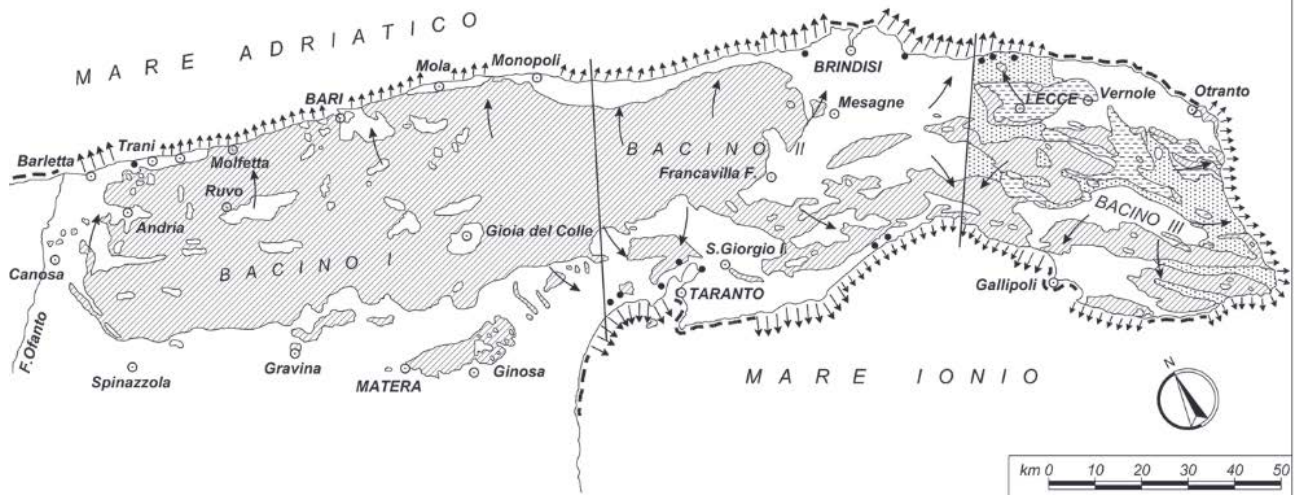 MARE ADRIATICO
Mola
Monopoli
BARI
BRINDISI
LECCE
Vernole
Otranto
Mesagne
Trani
Molfetta
Barletta
BACINO II
Francavilla F.
Ruvo
Andria
BACINO III
Gioia del Colle
S.Giorgio I.
Canosa
BACINO I
TARANTO
Gallipoli
F.Ofanto
Spinazzola
Gravina
MATERA
Ginosa
MARE IONIO
N
km 0 10 20 30 40 50